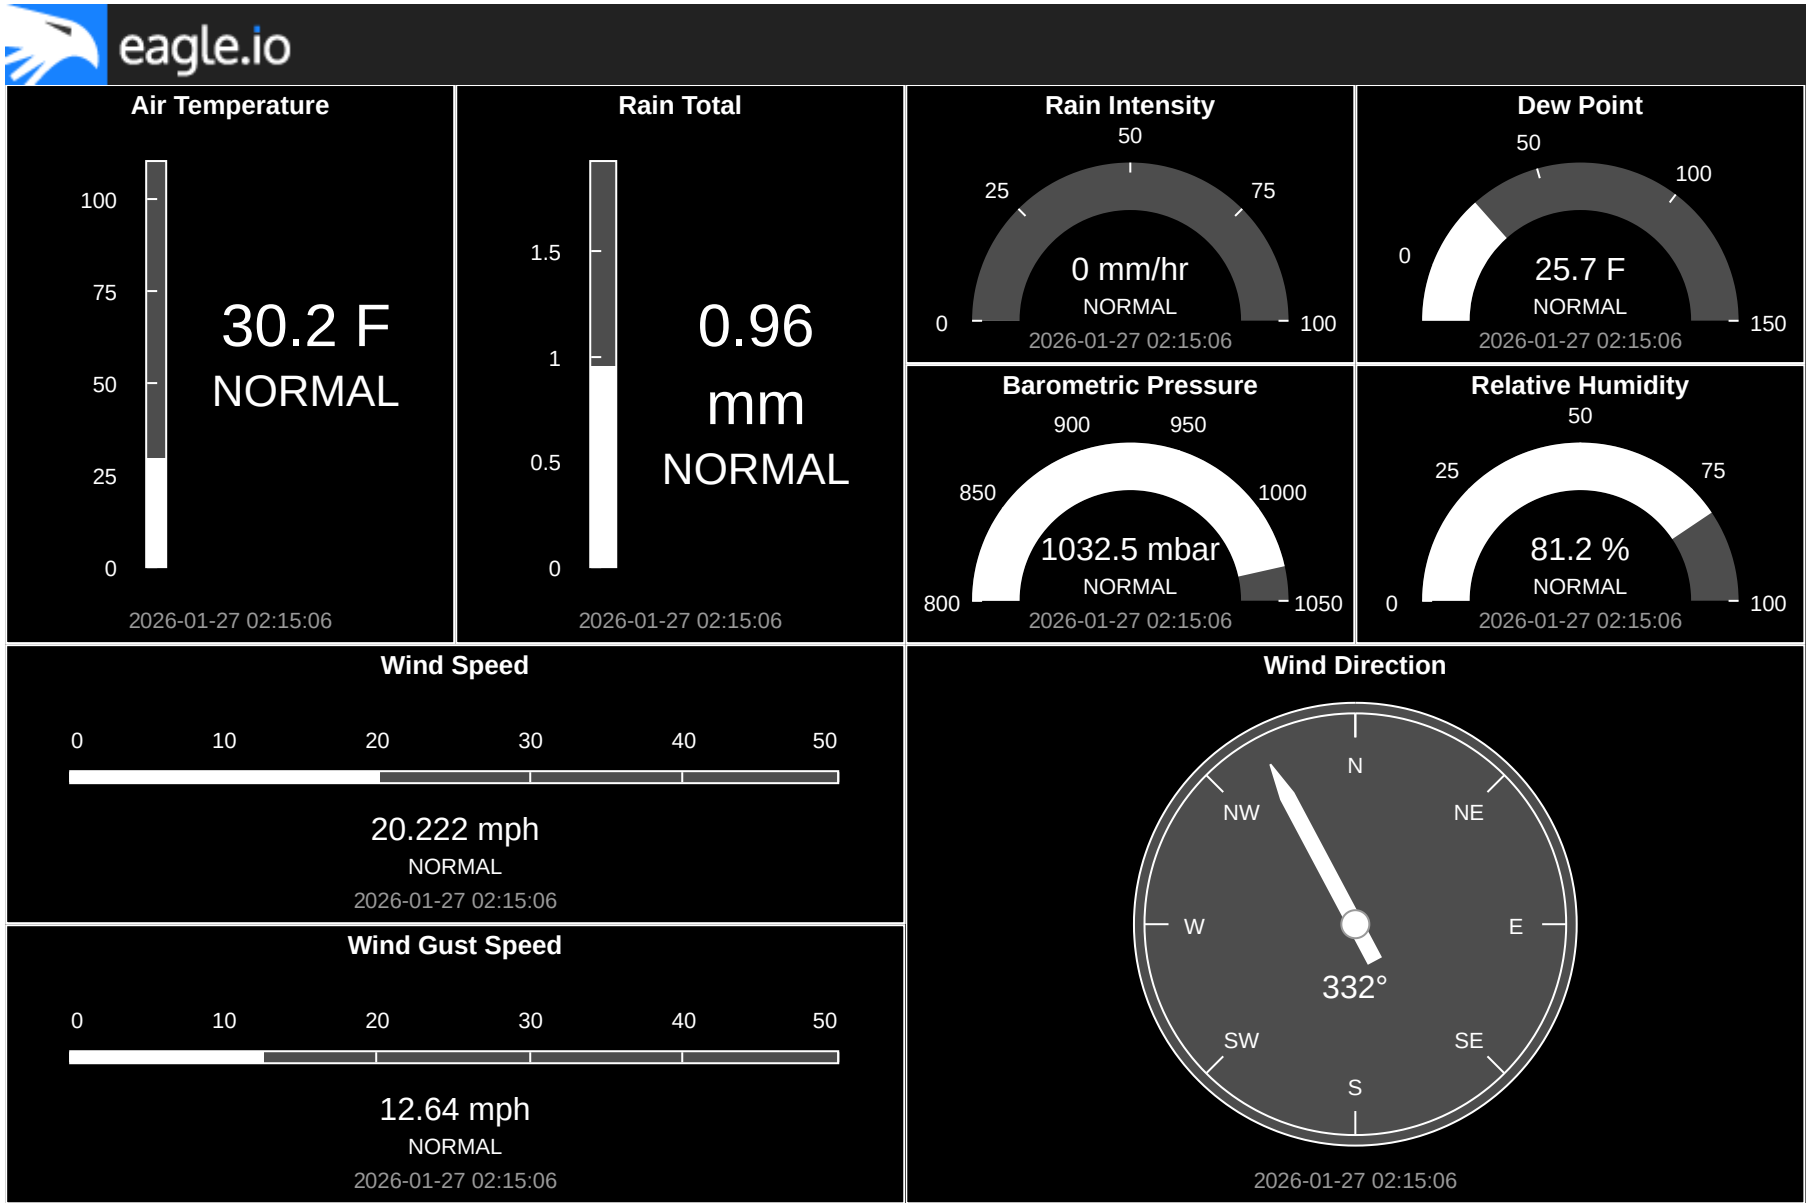 eagle.io
Air Temperature
100
75
50
25
0
30.2 F
NORMAL
2026-01-27 02:15:06
Rain Total
1.5
1
0.5
0
0.96
mm
NORMAL
2026-01-27 02:15:06
Rain Intensity
0
25
50
75
100
0 mm/hr
NORMAL
2026-01-27 02:15:06
Dew Point
0
50
100
150
25.7 F
NORMAL
2026-01-27 02:15:06
Barometric Pressure
800
850
900
950
1000
1050
1032.5 mbar
NORMAL
2026-01-27 02:15:06
Relative Humidity
0
25
50
75
100
81.2 %
NORMAL
2026-01-27 02:15:06
Wind Speed
0 10 20 30 40 50
20.222 mph
NORMAL
2026-01-27 02:15:06
Wind Gust Speed
0 10 20 30 40 50
12.64 mph
NORMAL
2026-01-27 02:15:06
Wind Direction
N
NW NE
W E
332°
SW SE
S
2026-01-27 02:15:06